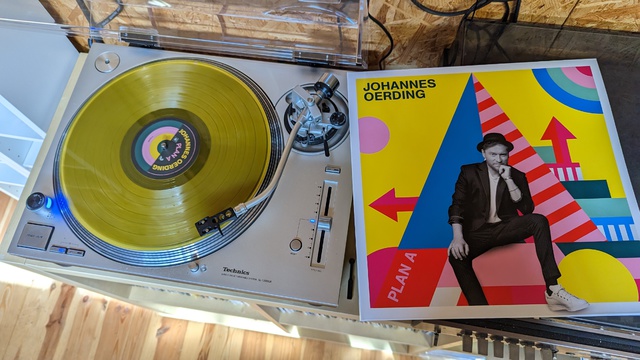 JOHANNES
OERDING
PLAN A
PLAN A
JOHANNES OERDING
Technics